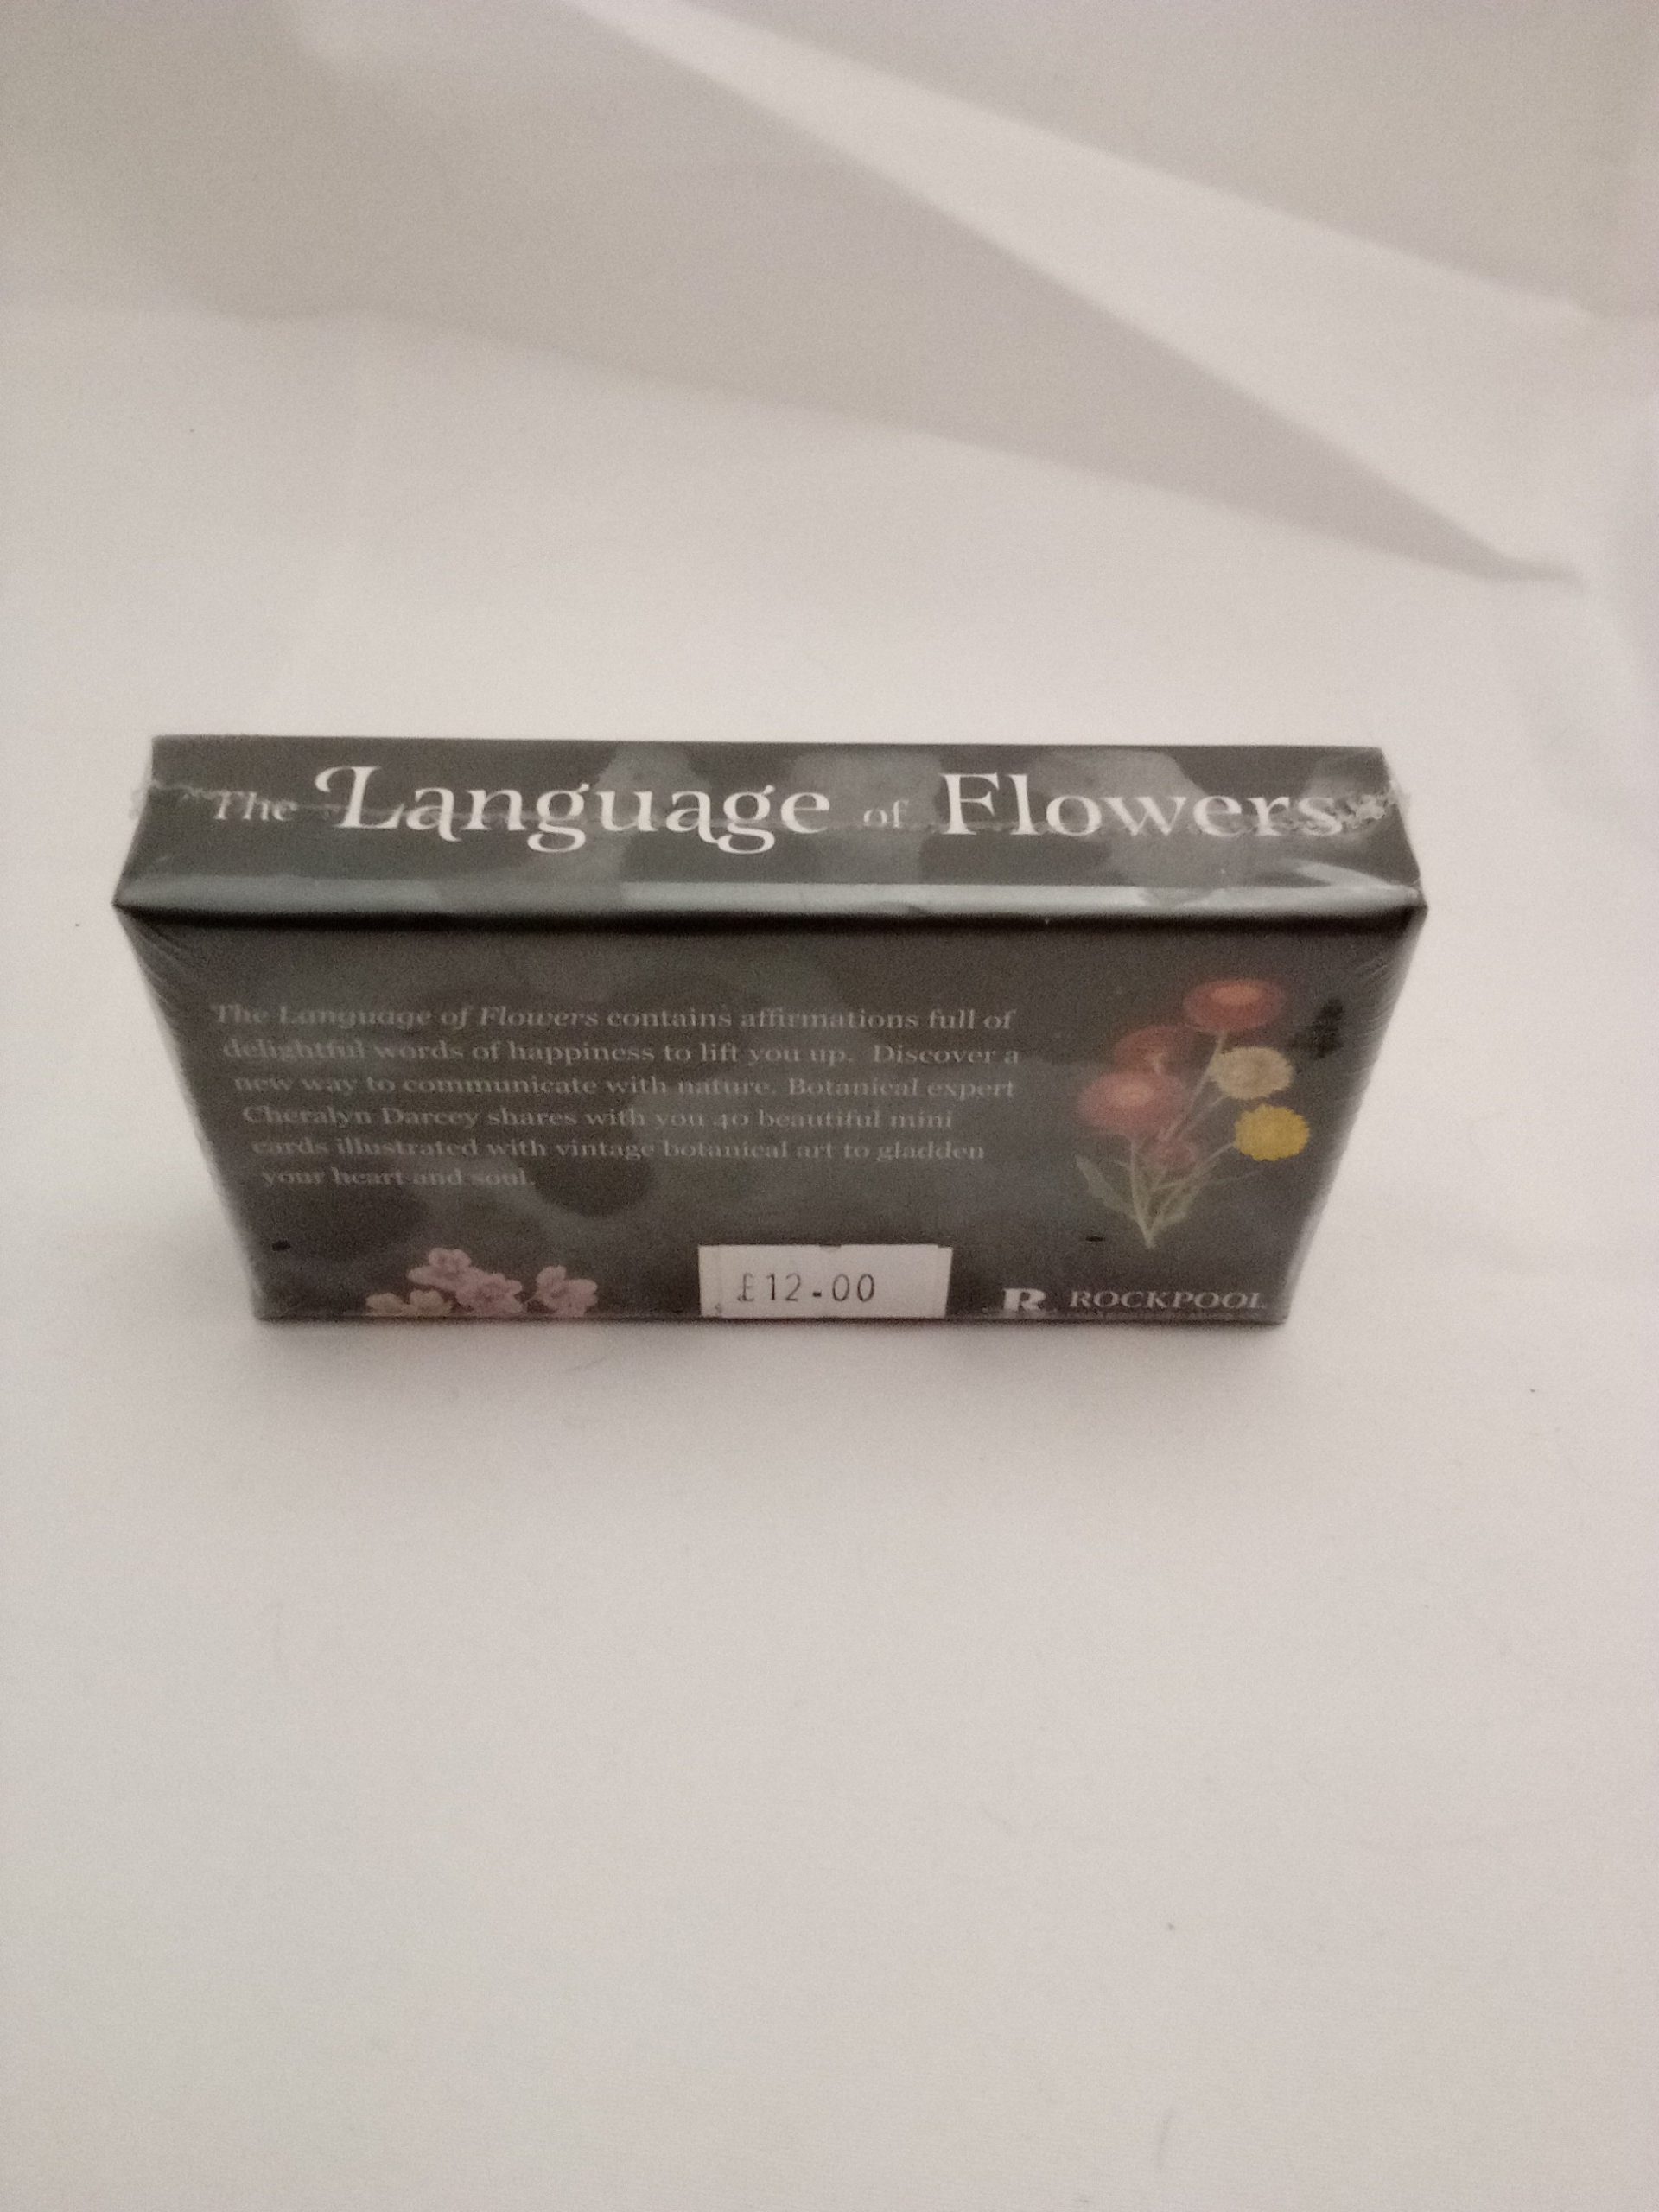 The Language of Flowers
The Language of Flowers contains affirmations full of
delightful words of happiness to lift you up. Discover a
new way to communicate with nature. Botanical expert
Cheralyn Darcey shares with you 40 beautiful mini
cards illustrated with vintage botanical art to gladden
your heart and soul.
£12.00
R ROCKPOOL